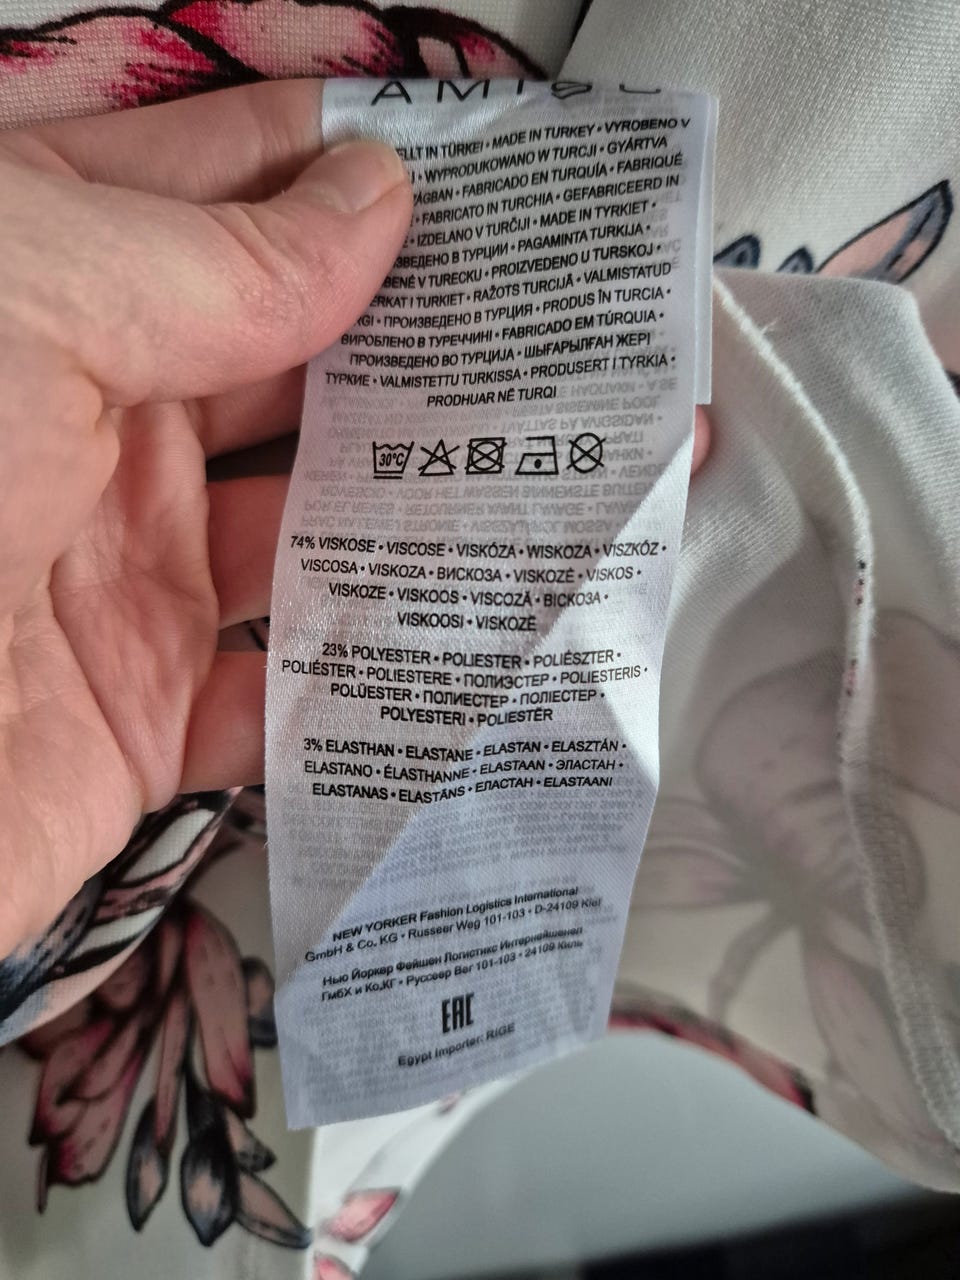 AMISU
ELLT IN TÜRKEI • MADE IN TURKEY • VYROBENO V
• WYPRODUKOWANO W TURCJI • GYÁRTVA
• FABRICADO EN TURQUÍA • FABRIQUÉ
• FABRICATO IN TURCHIA • GEFABRICEERD IN
• IZDELANO V TURČIJI • MADE IN TYRKIET •
ЗВЕДЕНО В ТУРЦИИ • PAGAMINTA TURKIJA •
BENÉ V TURECKU • PROIZVEDENO U TURSKOJ •
ERKAT I TURKIET • RAŽOTS TURCIJĀ • VALMISTATUD
RGI • ПРОИЗВЕДЕНО В ТУРЦИЯ • PRODUS ÎN TURCIA •
ВИРОБЛЕНО В ТУРЕЧЧИНІ • FABRICADO EM TÚRQUIA •
ПРОИЗВЕДЕНО ВО ТУРЦИЈА • ШЫҒАРЫЛҒАН ЖЕРІ
ТУРКИЕ • VALMISTETTU TURKISSA • PRODUSERT I TYRKIA •
PRODHUAR NË TURQI
30°C
74% VISKOSE • VISCOSE • VISKÓZA • WISKOZA • VISZKÓZ •
VISCOSA • VISKOZA • ВИСКОЗА • VISKOZĖ • VISKOS •
VISKOZE • VISKOOS • VISCOZĂ • ВІСКОЗА •
VISKOOSI • VISKOZË
23% POLYESTER • POLIESTER • POLIÉSZTER •
POLIÉSTER • POLIESTERE • ПОЛИЭСТЕР • POLIESTERIS •
POLÜESTER • ПОЛИЕСТЕР • ПОЛІЕСТЕР •
POLYESTERI • POLIESTËR
3% ELASTHAN • ELASTANE • ELASTAN • ELASZTÁN •
ELASTANO • ÉLASTHANNE • ELASTAAN • ЭЛАСТАН •
ELASTANAS • ELASTĀNS • ЕЛАСТАН • ELASTAANI
NEW YORKER Fashion Logistics International
GmbH & Co. KG • Russeer Weg 101-103 • D-24109 Kiel
Нью Йоркер Фейшен Логистикс Интернейшенел
ГмбХ и Ко.КГ • Руссеер Вег 101-103 • 24109 Киль
EAC
Egypt Importer: RIGE